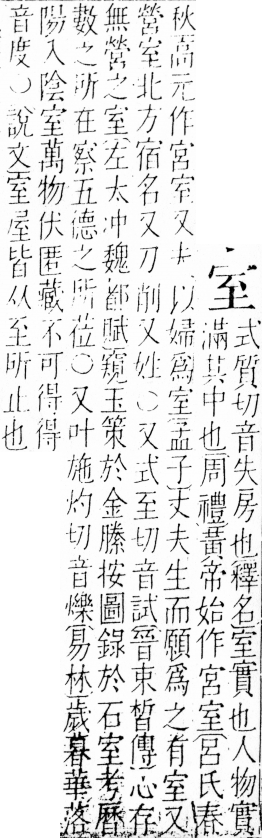 室 式質切音失房也釋名室實也人物實
滿其中也周禮黃帝始作宮室呂氏春
秋高元作宮室又夫以婦爲室孟子丈夫生而願爲之有室又
營室北方宿名又刀削又姓○又式至切音試晉束晳傳心存
無營之室左太冲魏都賦窺玉策於金縢按圖錄於石室考曆
數之所在察五德之所莅○又叶施灼切音爍易林歲暮華落
陽入陰室萬物伏匿藏不可得得
音度○說文室屋皆从至所止也